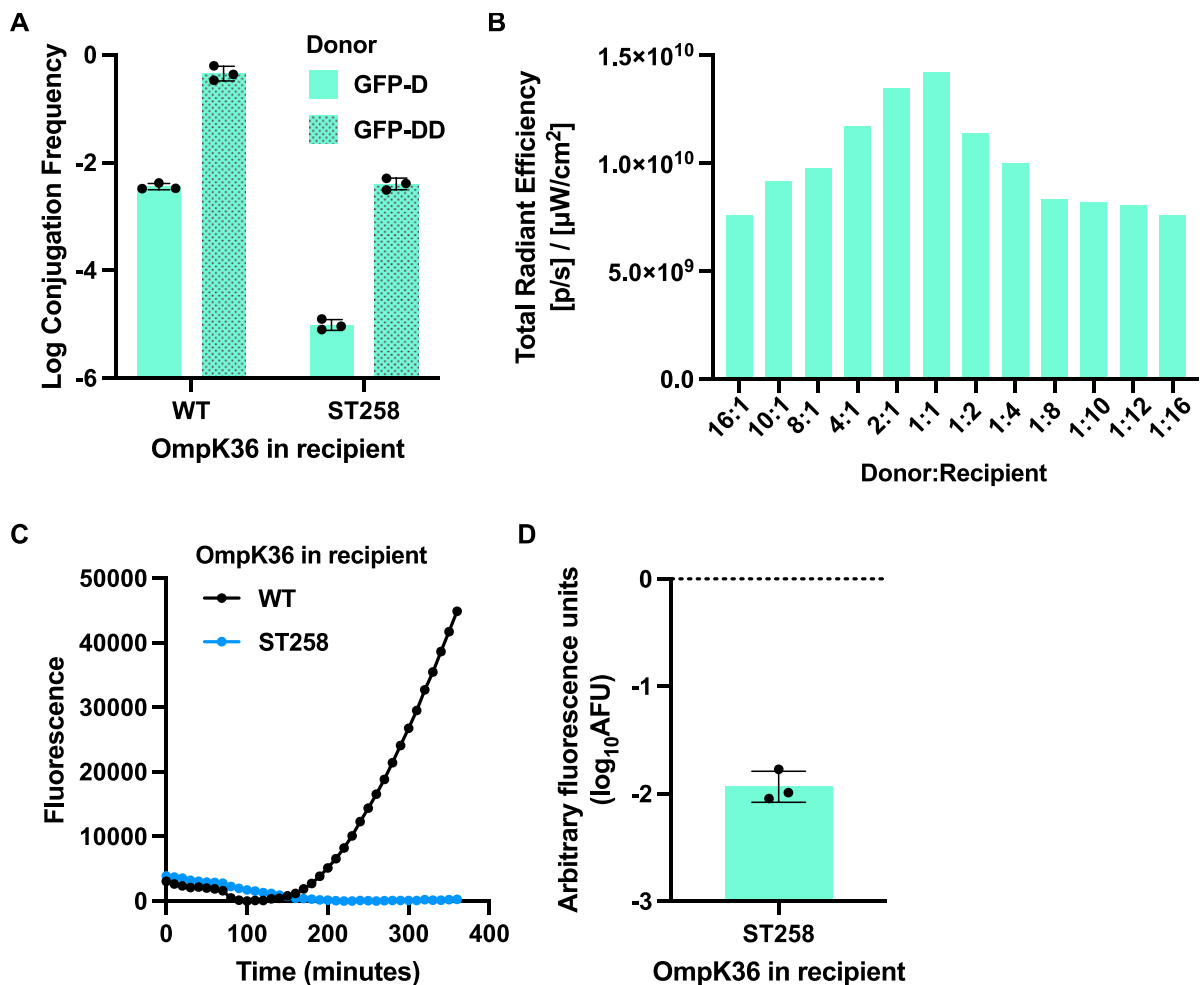 A
Log Conjugation Frequency
0
-2
-4
-6
Donor
GFP-D
GFP-DD
WT
ST258
OmpK36 in recipient
B
Total Radiant Efficiency
[p/s] / [µW/cm²]
1.5×10¹⁰
1.0×10¹⁰
5.0×10⁹
0.0
16:1
10:1
8:1
4:1
2:1
1:1
1:2
1:4
1:8
1:10
1:12
1:16
Donor:Recipient
C
OmpK36 in recipient
WT
ST258
Fluorescence
50000
40000
30000
20000
10000
0
0
100
200
300
400
Time (minutes)
D
Arbitrary fluorescence units
(log₁₀AFU)
0
-1
-2
-3
ST258
OmpK36 in recipient